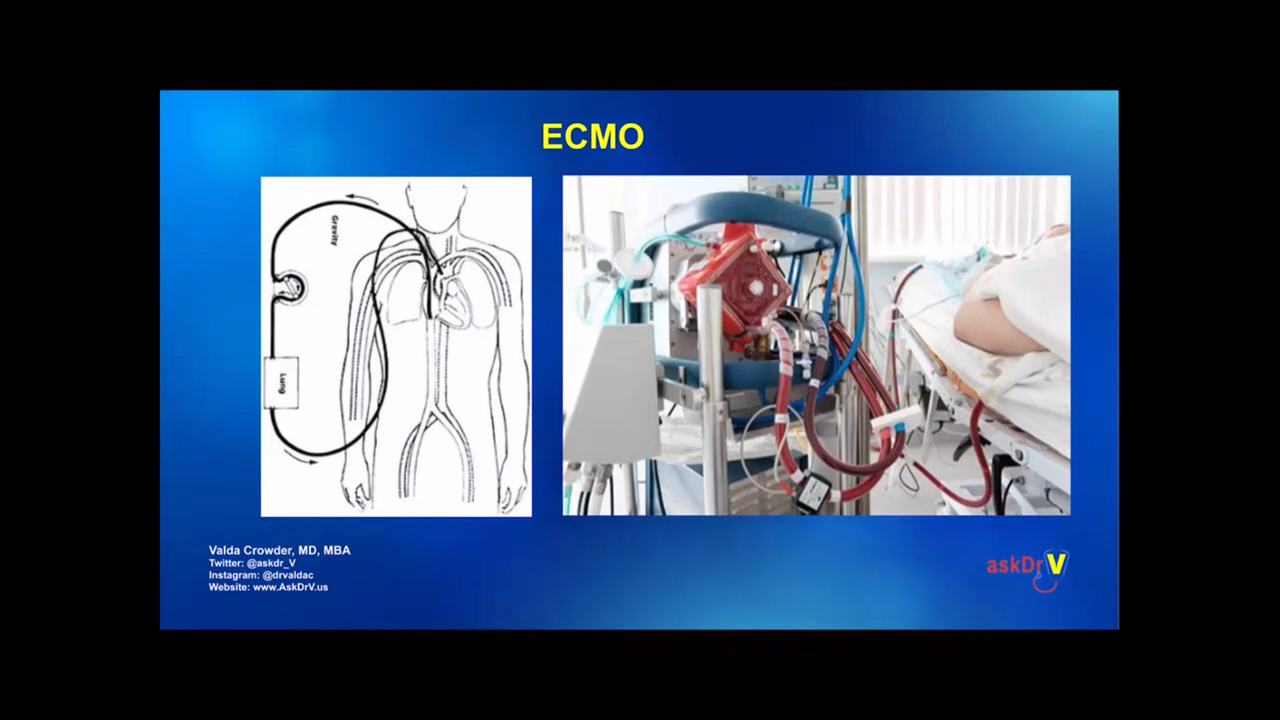 ECMO
Gravity
Lung
Valda Crowder, MD, MBA
Twitter: @askdr_V
Instagram: @drvaldac
Website: www.AskDrV.us
askDrV